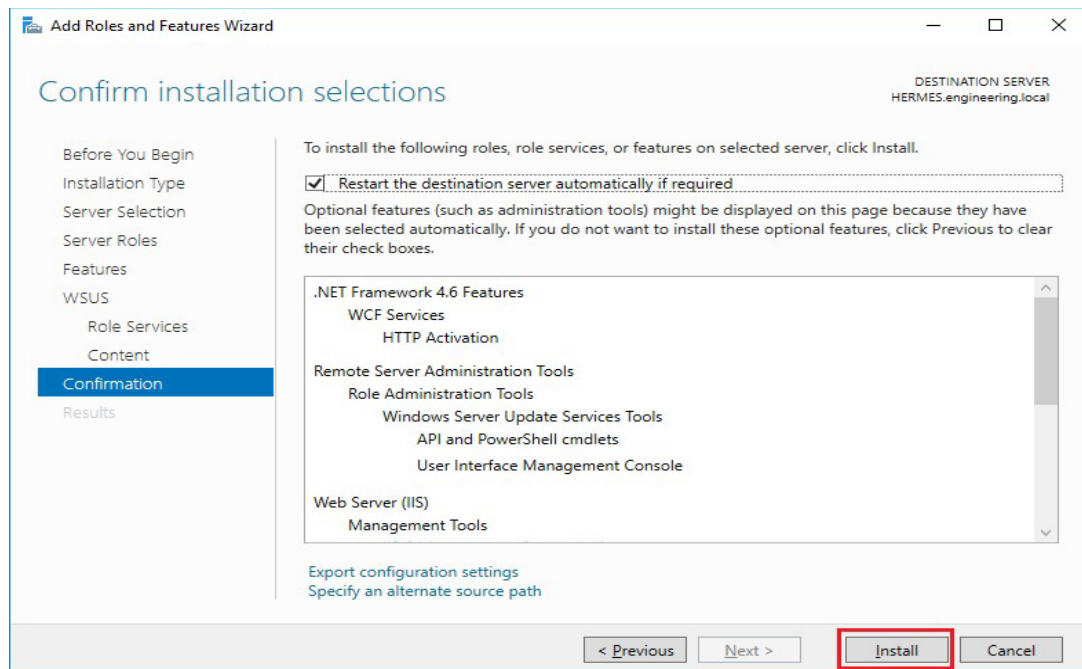 Add Roles and Features Wizard
Confirm installation selections
DESTINATION SERVER
HERMES.engineering.local
Before You Begin
Installation Type
Server Selection
Server Roles
Features
WSUS
Role Services
Content
Confirmation
Results
To install the following roles, role services, or features on selected server, click Install.
Restart the destination server automatically if required
Optional features (such as administration tools) might be displayed on this page because they have
been selected automatically. If you do not want to install these optional features, click Previous to clear
their check boxes.
.NET Framework 4.6 Features
WCF Services
HTTP Activation
Remote Server Administration Tools
Role Administration Tools
Windows Server Update Services Tools
API and PowerShell cmdlets
User Interface Management Console
Web Server (IIS)
Management Tools
Export configuration settings
Specify an alternate source path
< Previous
Next >
Install
Cancel